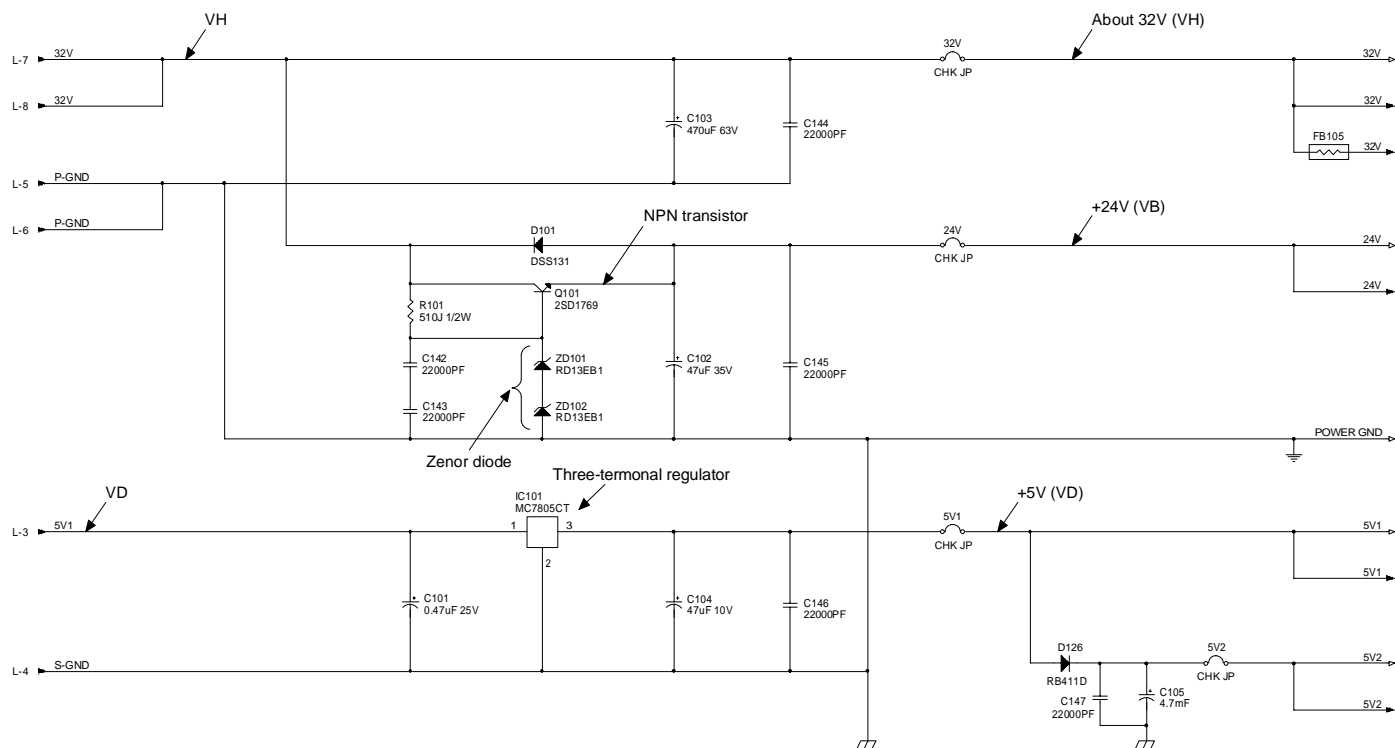 VH
About 32V (VH)
L-7 32V
32V
CHK JP
32V
L-8 32V
32V
C103
470uF 63V
C144
22000PF
FB105
32V
L-5 P-GND
L-6 P-GND
NPN transistor
+24V (VB)
D101
DSS131
24V
CHK JP
24V
24V
Q101
2SD1769
R101
510J 1/2W
C142
22000PF
ZD101
RD13EB1
C102
47uF 35V
C145
22000PF
C143
22000PF
ZD102
RD13EB1
POWER GND
Zenor diode
Three-termonal regulator
VD
+5V (VD)
IC101
MC7805CT
L-3 5V1
1
3
2
5V1
CHK JP
5V1
5V1
C101
0.47uF 25V
C104
47uF 10V
C146
22000PF
L-4 S-GND
D126
RB411D
5V2
CHK JP
5V2
5V2
C147
22000PF
C105
4.7mF